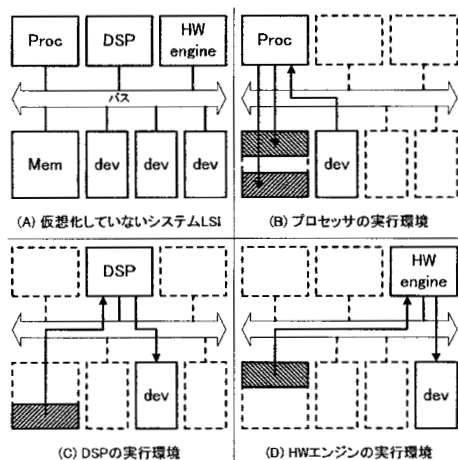 Proc
DSP
HW
engine
バス
Mem
dev
dev
dev
(A) 仮想化していないシステムLSI
Proc
dev
(B) プロセッサの実行環境
DSP
dev
(C) DSPの実行環境
HW
engine
dev
(D) HWエンジンの実行環境